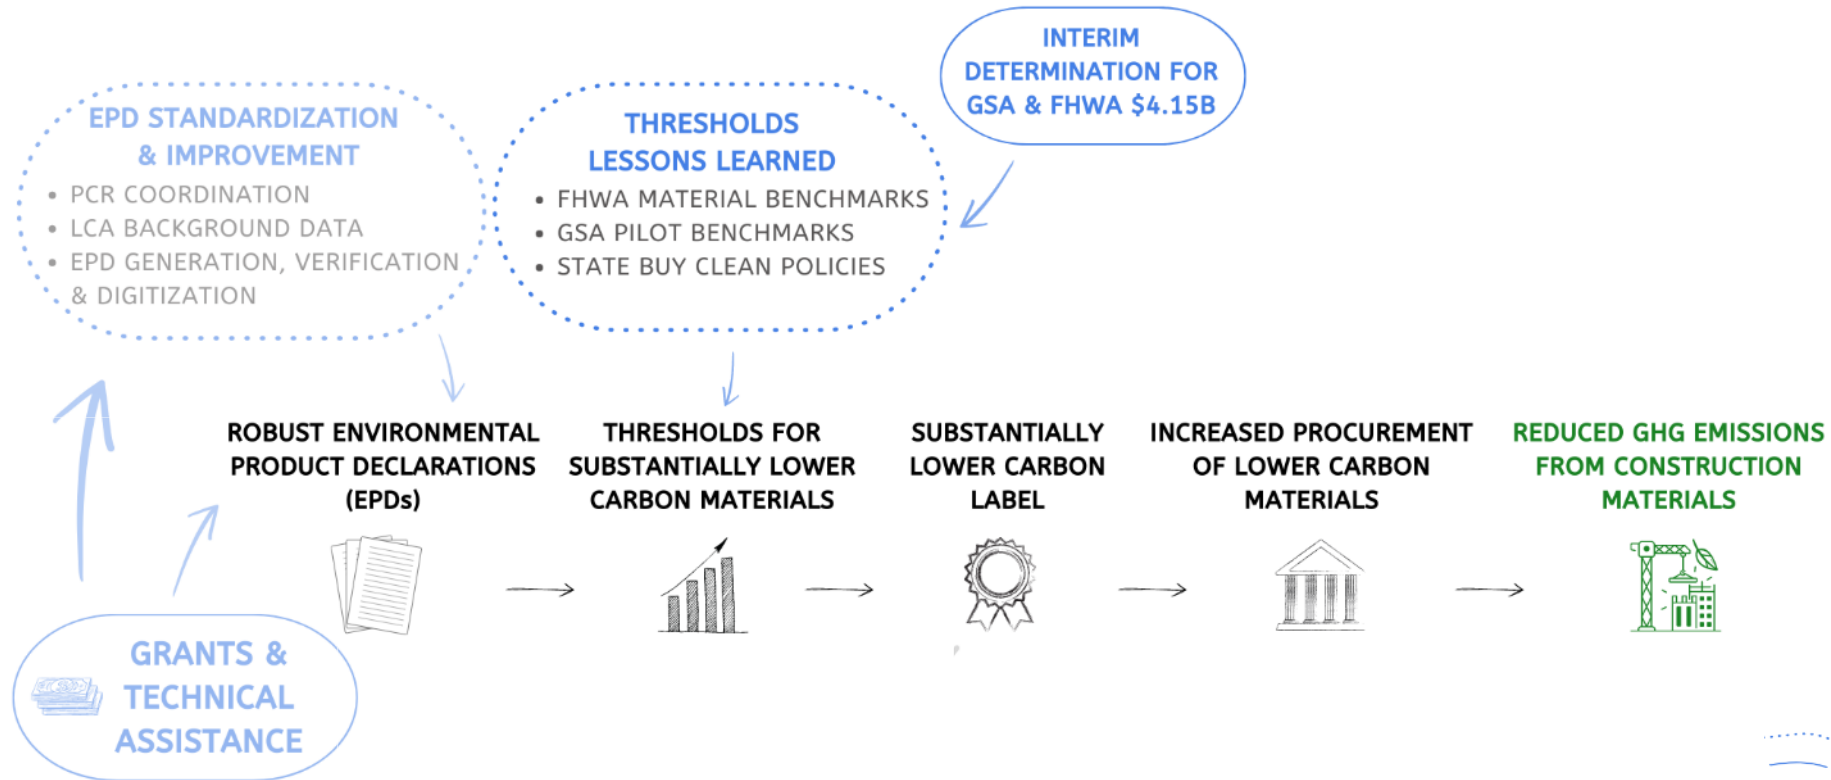 INTERIM
DETERMINATION FOR
GSA & FHWA $4.15B
EPD STANDARDIZATION
& IMPROVEMENT
• PCR COORDINATION
• LCA BACKGROUND DATA
• EPD GENERATION, VERIFICATION
& DIGITIZATION
THRESHOLDS
LESSONS LEARNED
• FHWA MATERIAL BENCHMARKS
• GSA PILOT BENCHMARKS
• STATE BUY CLEAN POLICIES
ROBUST ENVIRONMENTAL
PRODUCT DECLARATIONS
(EPDs)
THRESHOLDS FOR
SUBSTANTIALLY LOWER
CARBON MATERIALS
SUBSTANTIALLY
LOWER CARBON
LABEL
INCREASED PROCUREMENT
OF LOWER CARBON
MATERIALS
REDUCED GHG EMISSIONS
FROM CONSTRUCTION
MATERIALS
GRANTS &
TECHNICAL
ASSISTANCE